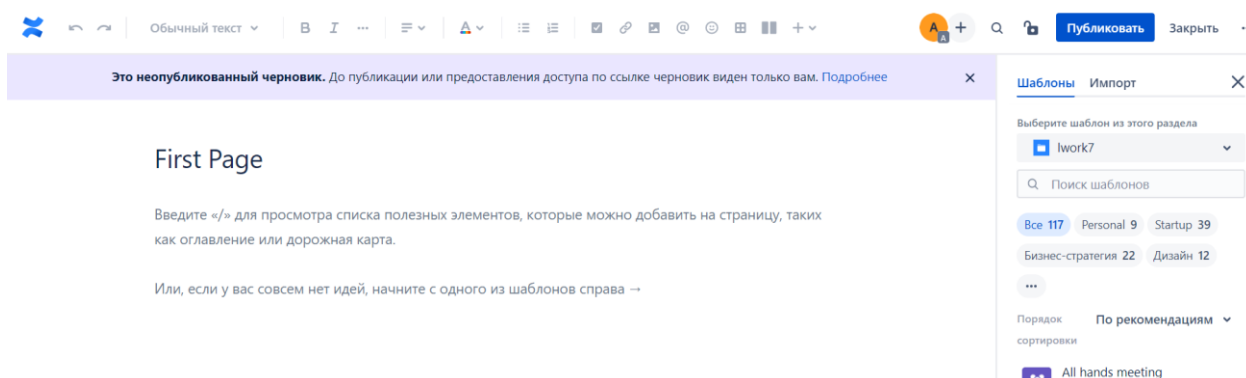 Обычный текст
B I
A
@
A + A
Публиковать
Закрыть
Это неопубликованный черновик. До публикации или предоставления доступа по ссылке черновик виден только вам. Подробнее
First Page
Введите «/» для просмотра списка полезных элементов, которые можно добавить на страницу, таких
как оглавление или дорожная карта.
Или, если у вас совсем нет идей, начните с одного из шаблонов справа →
Шаблоны Импорт
Выберите шаблон из этого раздела
lwork7
Поиск шаблонов
Все 117 Personal 9 Startup 39
Бизнес-стратегия 22 Дизайн 12
Порядок По рекомендациям
сортировки
All hands meeting